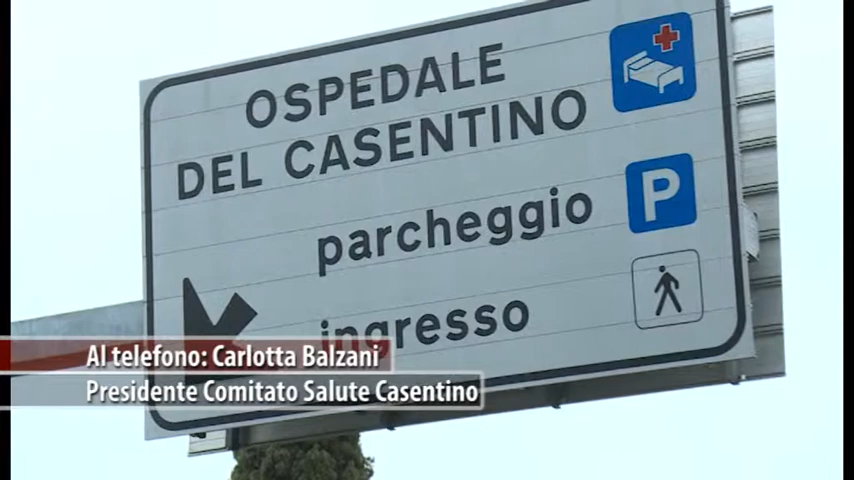 OSPEDALE
DEL CASENTINO
parcheggio
P
ingresso
Al telefono: Carlotta Balzani
Presidente Comitato Salute Casentino